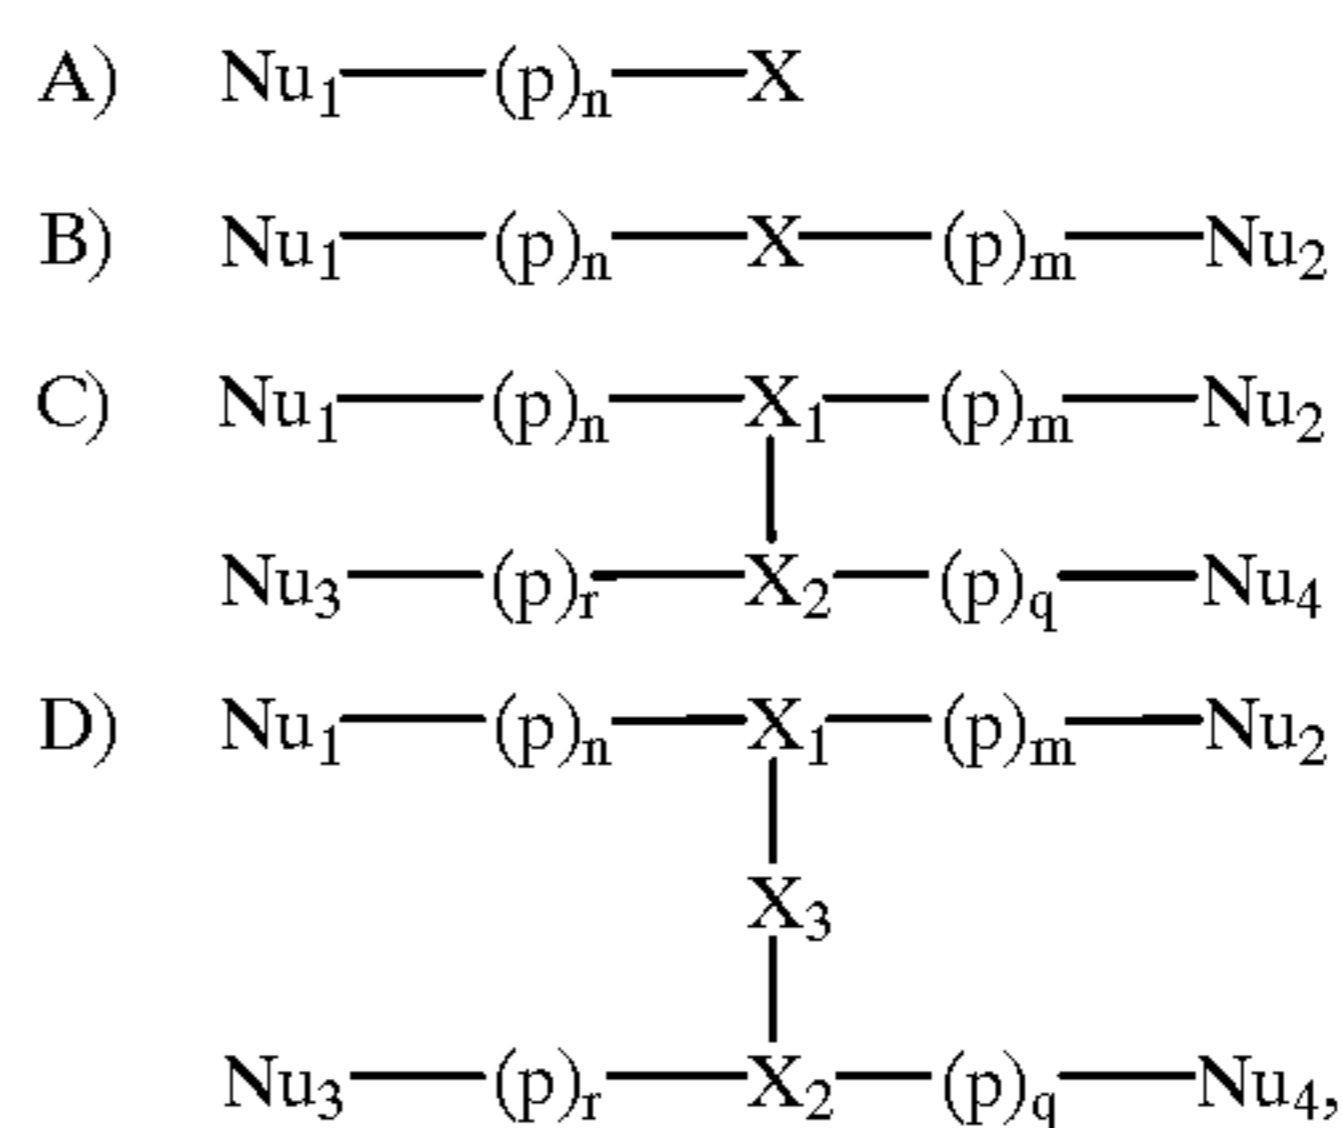 A) Nu₁—(p)ₙ—X
B) Nu₁—(p)ₙ—X—(p)ₘ—Nu₂
C) Nu₁—(p)ₙ—X₁—(p)ₘ—Nu₂
Nu₃—(p)ᵣ—X₂—(p)q—Nu₄
D) Nu₁—(p)ₙ—X₁—(p)ₘ—Nu₂
X₃
Nu₃—(p)ᵣ—X₂—(p)q—Nu₄,